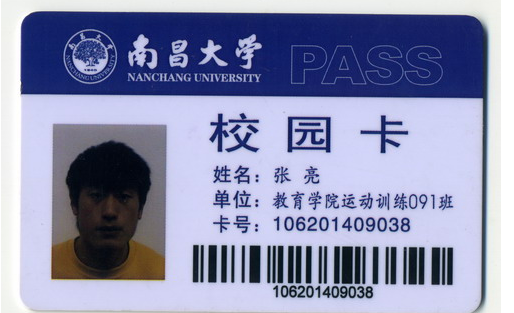 南昌大学
NANCHANG UNIVERSITY
PASS
校园卡
姓名：张亮
单位：教育学院运动训练091班
卡号：106201409038
106201409038